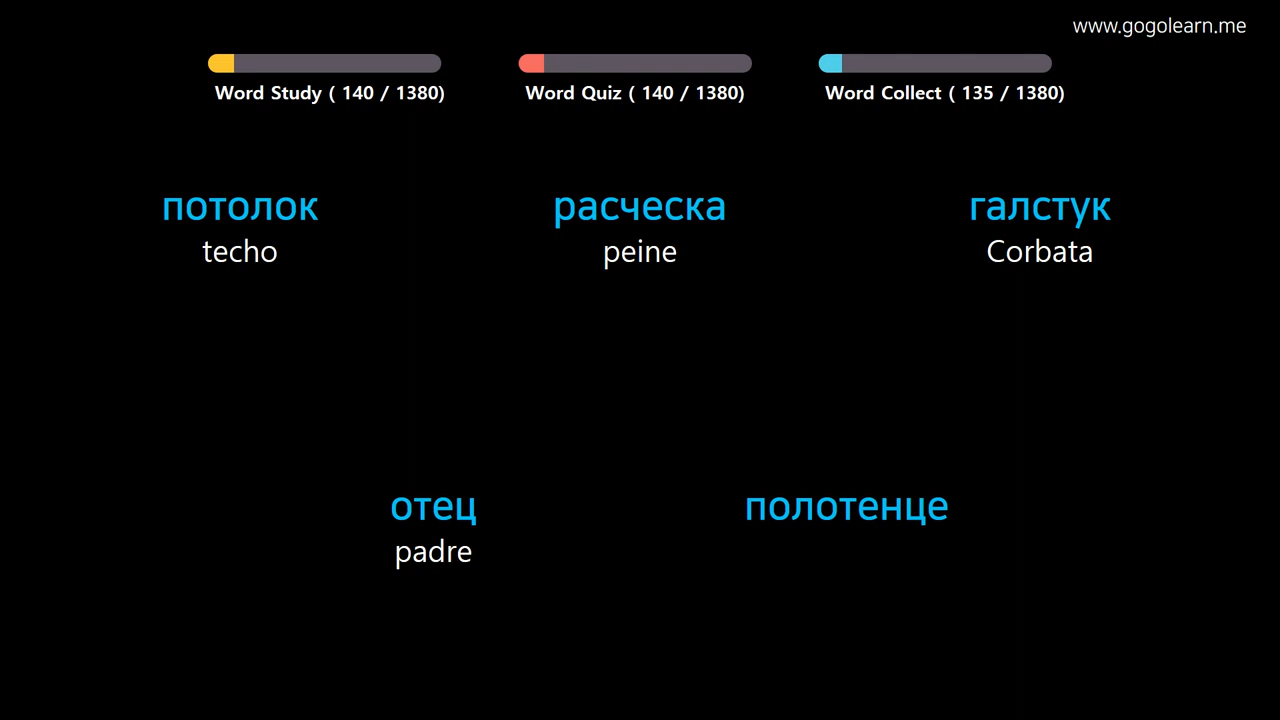 www.gogolearn.me
Word Study ( 140 / 1380)
Word Quiz ( 140 / 1380)
Word Collect ( 135 / 1380)
потолок
techo
расческа
peine
галстук
Corbata
отец
padre
полотенце